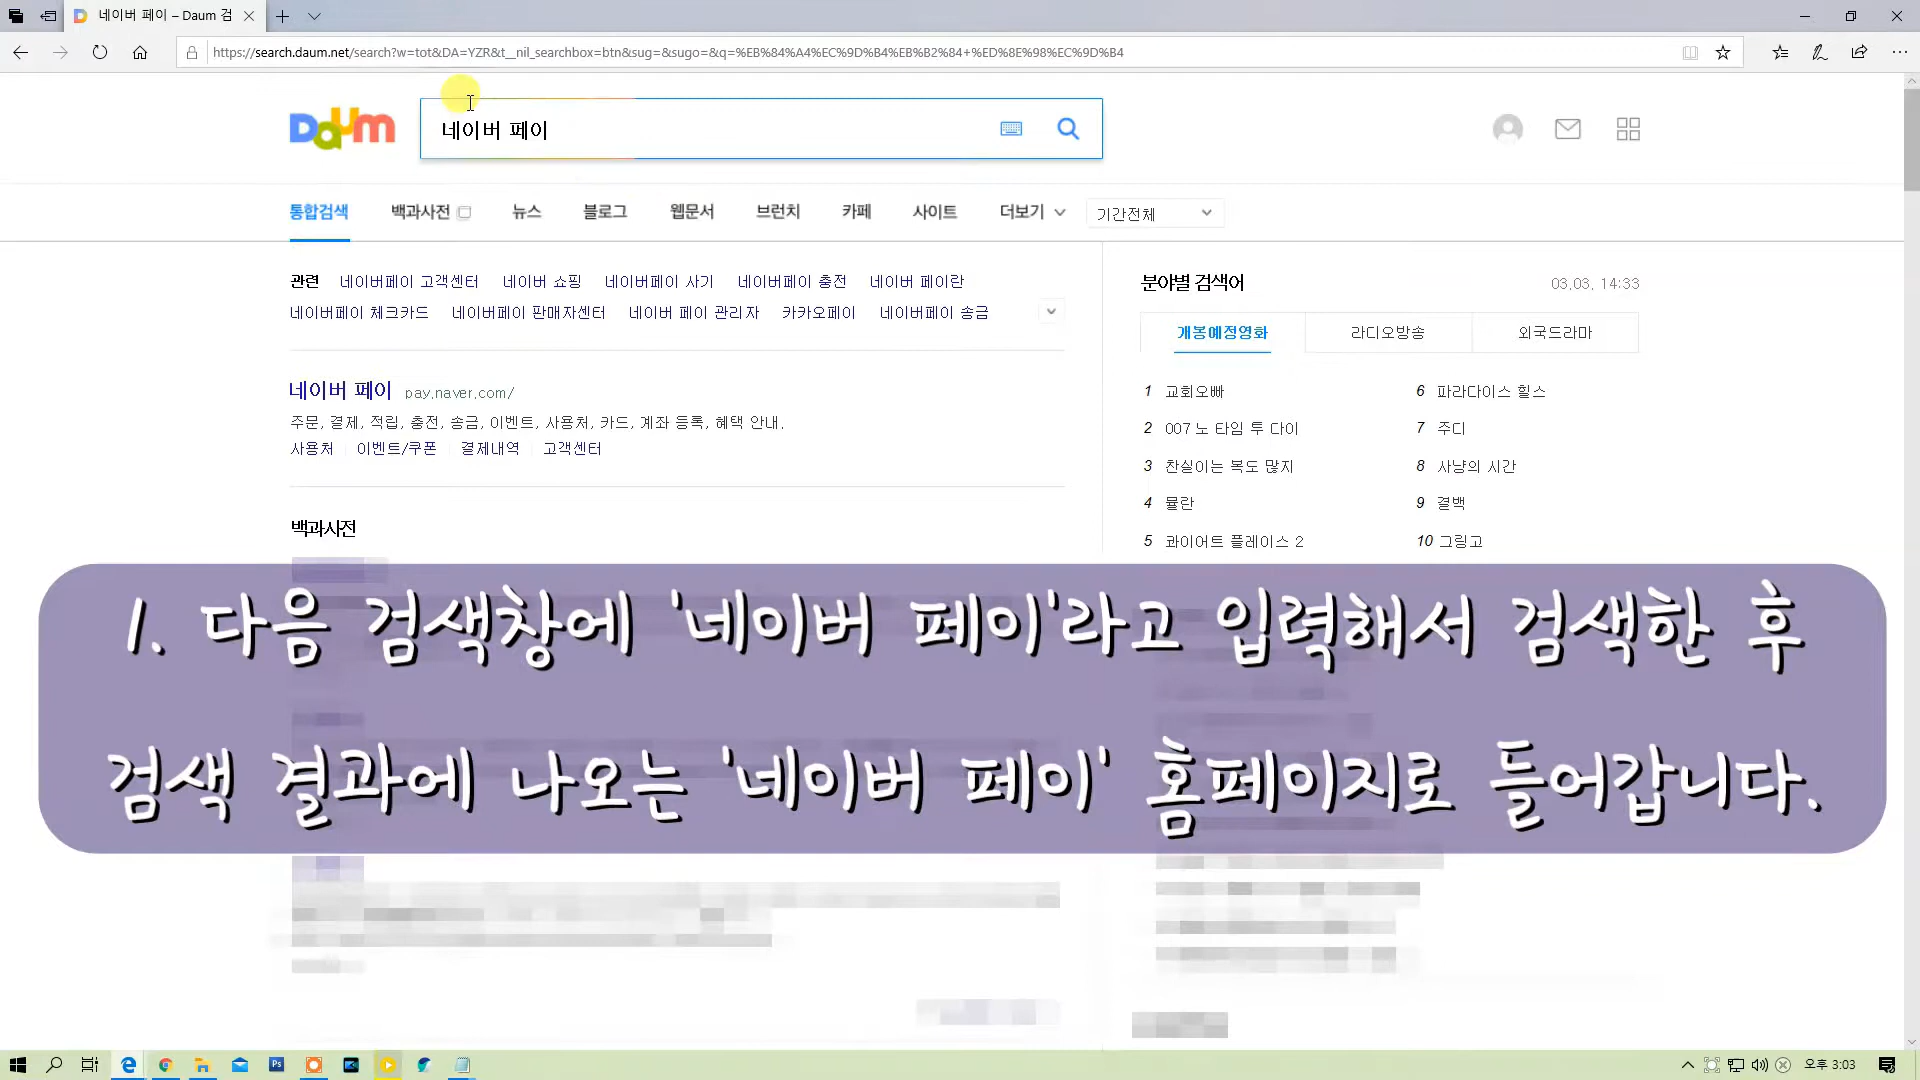 네이버 페이 – Daum 검
https://search.daum.net/search?w=tot&DA=YZR&t__nil_searchbox=btn&sug=&sugo=&q=%EB%84%A4%EC%9D%B4%EB%B2%84+%ED%8E%98%EC%9D%B4
Daum 네이버 페이
통합검색 백과사전 뉴스 블로그 웹문서 브런치 카페 사이트 더보기 기간전체
관련 네이버페이 고객센터 네이버 쇼핑 네이버페이 사기 네이버페이 충전 네이버 페이란
네이버페이 체크카드 네이버페이 판매자센터 네이버 페이 관리자 카카오페이 네이버페이 송금
네이버 페이 pay.naver.com/
주문, 결제, 적립, 충전, 송금, 이벤트, 사용처, 카드, 계좌 등록, 혜택 안내.
사용처 이벤트/쿠폰 결제내역 고객센터
백과사전
분야별 검색어 03.03. 14:33
개봉예정영화 라디오방송 외국드라마
1 교회오빠 6 파라다이스 힐스
2 007 노 타임 투 다이 7 주디
3 찬실이는 복도 많지 8 사냥의 시간
4 뮬란 9 결백
5 콰이어트 플레이스 2 10 그링고
1. 다음 검색창에 '네이버 페이'라고 입력해서 검색한 후
검색 결과에 나오는 '네이버 페이' 홈페이지로 들어갑니다.
오후 3:03